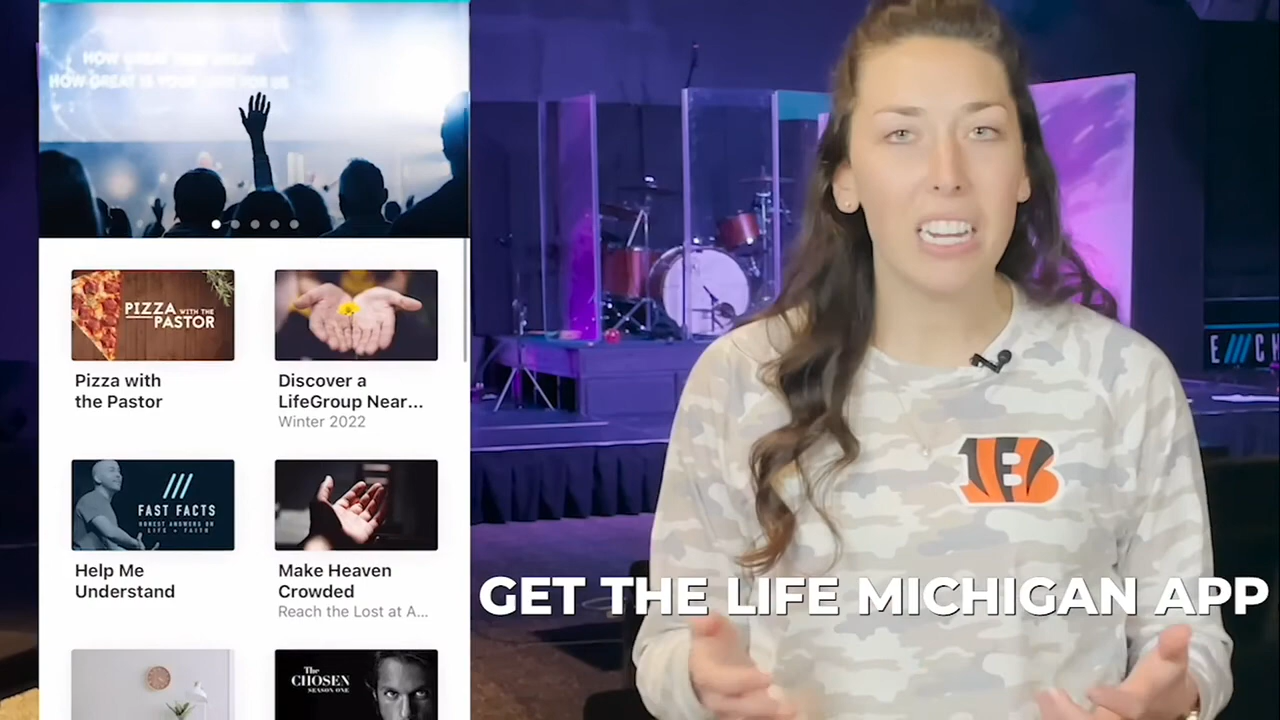 HOW GREAT
HOW GREAT IS YOUR LOVE FOR US
PIZZA WITH THE
PASTOR
Pizza with
the Pastor
Discover a
LifeGroup Near...
Winter 2022
FAST FACTS
HONEST ANSWERS ON
LIFE + FAITH
Help Me
Understand
Make Heaven
Crowded
Reach the Lost at A...
The
CHOSEN
SEASON ONE
B
GET THE LIFE MICHIGAN APP